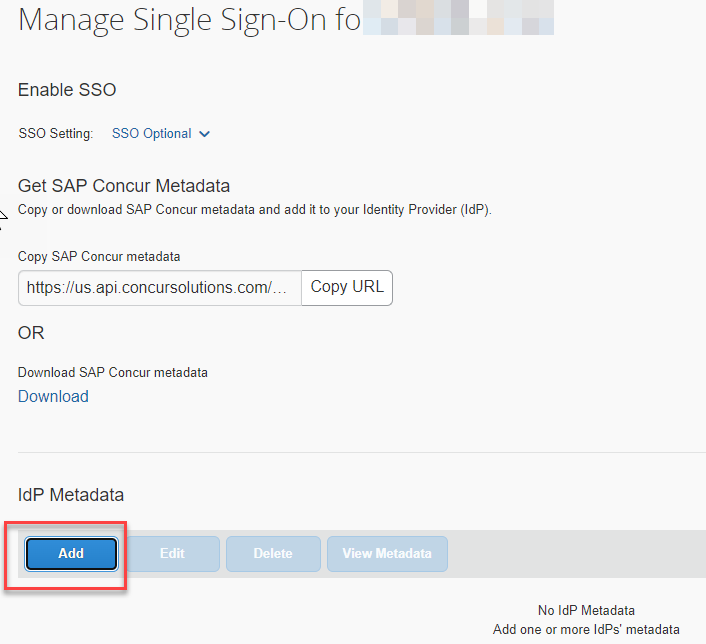 Manage Single Sign-On for
Enable SSO
SSO Setting: SSO Optional
Get SAP Concur Metadata
Copy or download SAP Concur metadata and add it to your Identity Provider (IdP).
Copy SAP Concur metadata
https://us.api.concursolutions.com/... Copy URL
OR
Download SAP Concur metadata
Download
IdP Metadata
Add Edit Delete View Metadata
No IdP Metadata
Add one or more IdPs' metadata